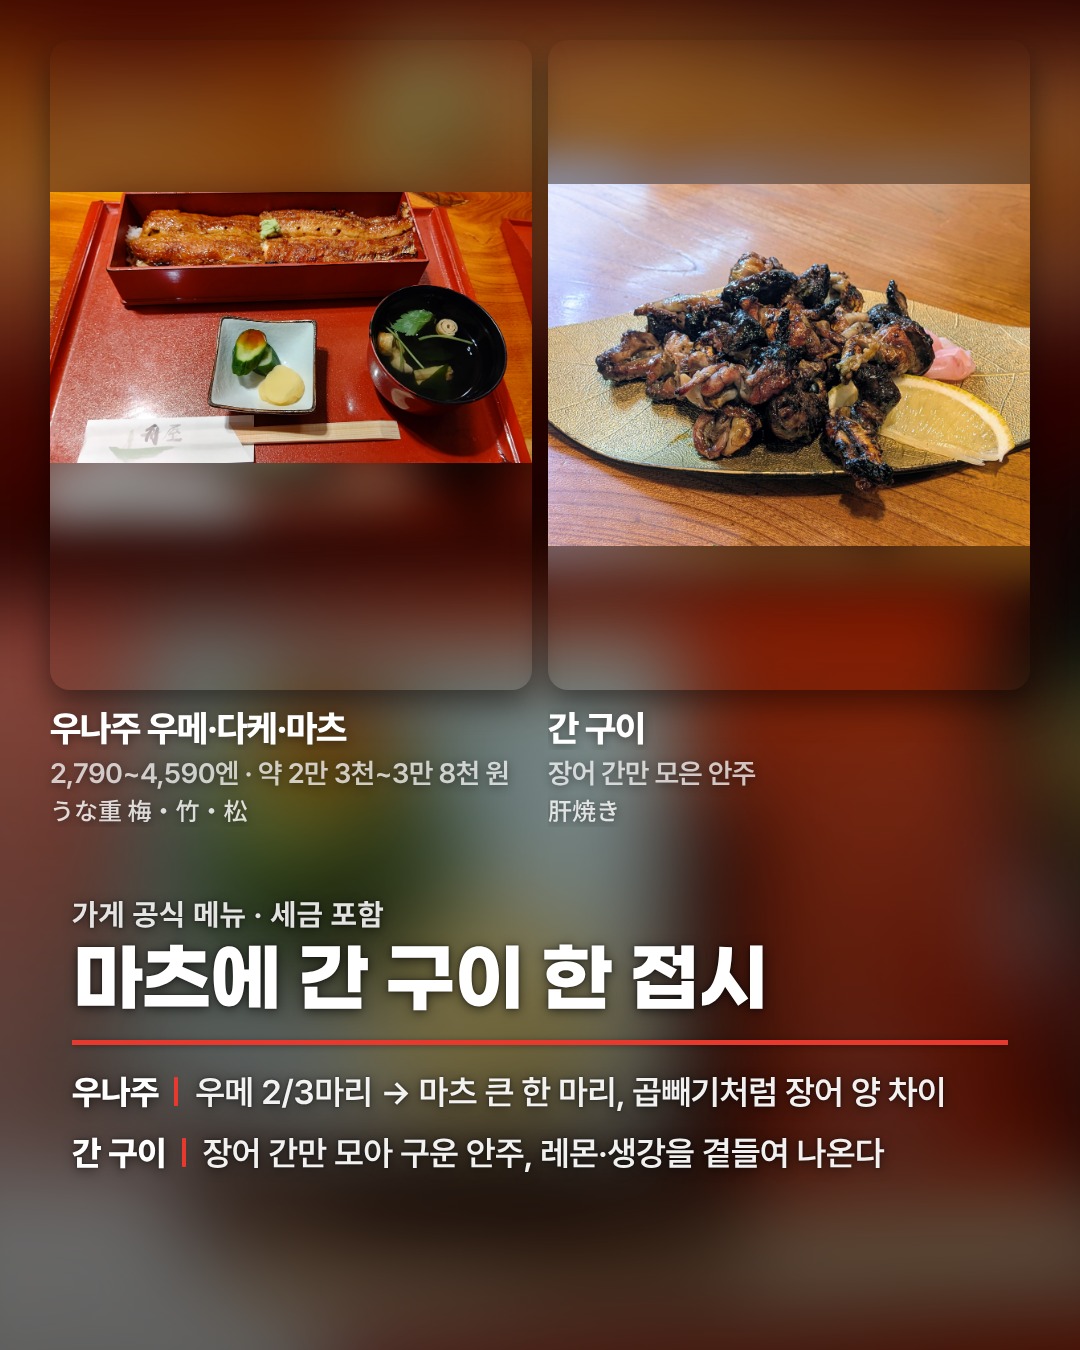 우나주 우메·다케·마츠
2,790~4,590엔 · 약 2만 3천~3만 8천 원
うな重 梅・竹・松
간 구이
장어 간만 모은 안주
肝焼き
가게 공식 메뉴 · 세금 포함
마츠에 간 구이 한 접시
우나주 | 우메 2/3마리 → 마츠 큰 한 마리, 곱빼기처럼 장어 양 차이
간 구이 | 장어 간만 모아 구운 안주, 레몬·생강을 곁들여 나온다